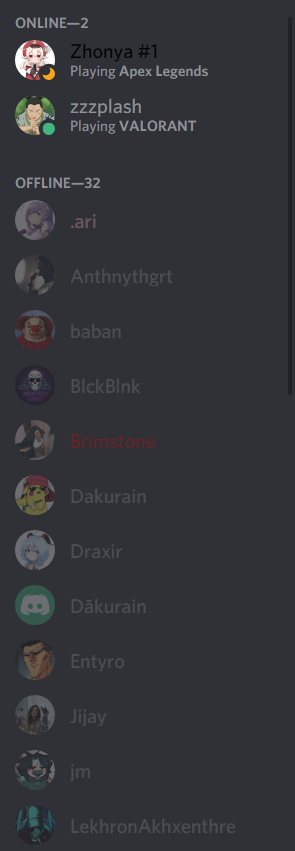 ONLINE—2
Zhonya #1
Playing Apex Legends
zzzplash
Playing VALORANT
OFFLINE—32
.ari
Anthnythgrt
baban
BlckBlnk
Brimstone
Dakurain
Draxir
Dākurain
Entyro
Jijay
jm
LekhronAkhxenthre